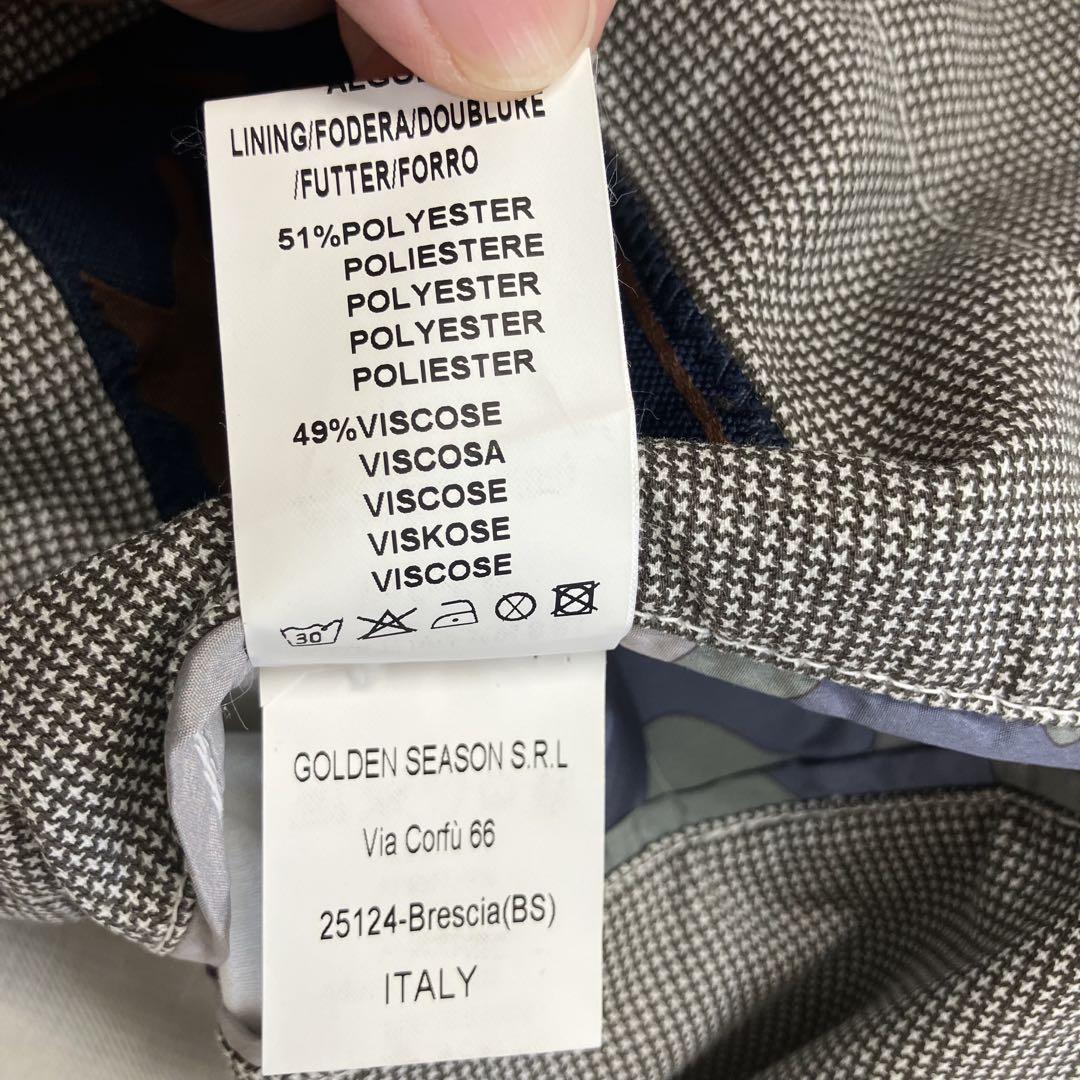 LINING/FODERA/DOUBLURE
/FUTTER/FORRO
51%POLYESTER
POLIESTERE
POLYESTER
POLYESTER
POLIESTER
49%VISCOSE
VISCOSA
VISCOSE
VISKOSE
VISCOSE
30
GOLDEN SEASON S.R.L
Via Corfù 66
25124-Brescia(BS)
ITALY